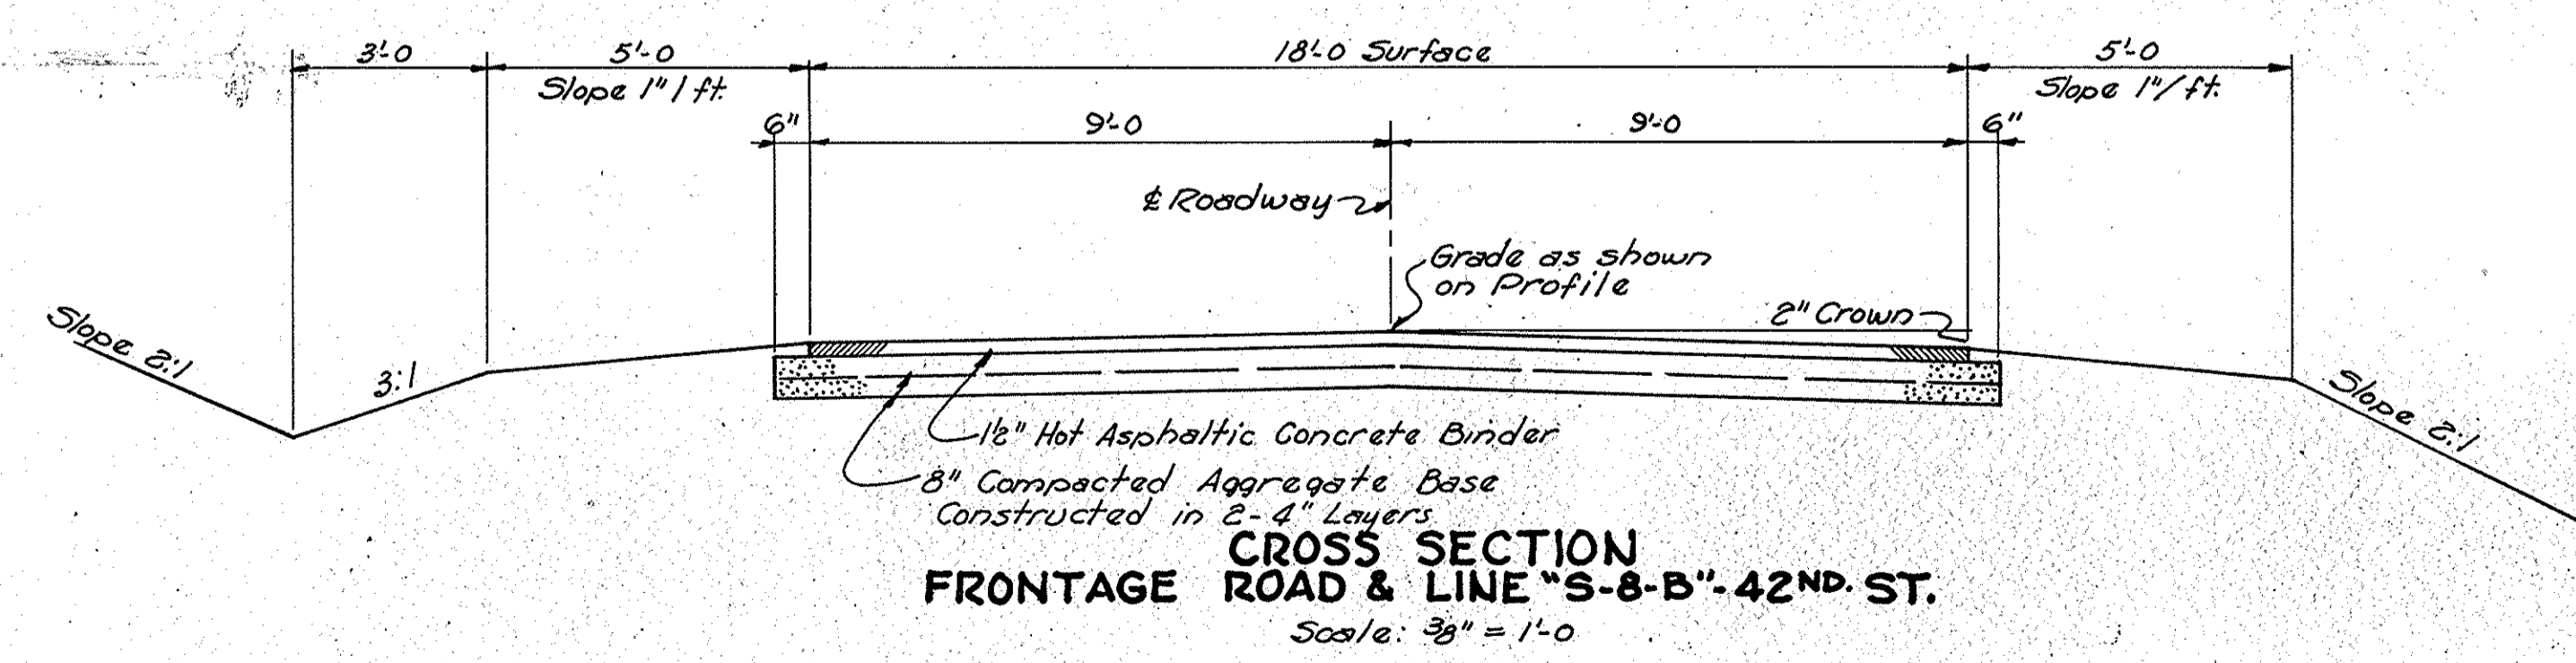 3'-0
5'-0
18'-0 Surface
5'-0
Slope 1"/ft.
Slope 1"/ft.
6"
9'-0
9'-0
6"
℄ Roadway
Grade as shown
on Profile
2" Crown
Slope 2:1
3:1
Slope 2:1
1½" Hot Asphaltic Concrete Binder
8" Compacted Aggregate Base
Constructed in 2-4" Layers
CROSS SECTION
FRONTAGE ROAD & LINE "S-8-B"-42ND. ST.
Scale: 3/8" = 1'-0